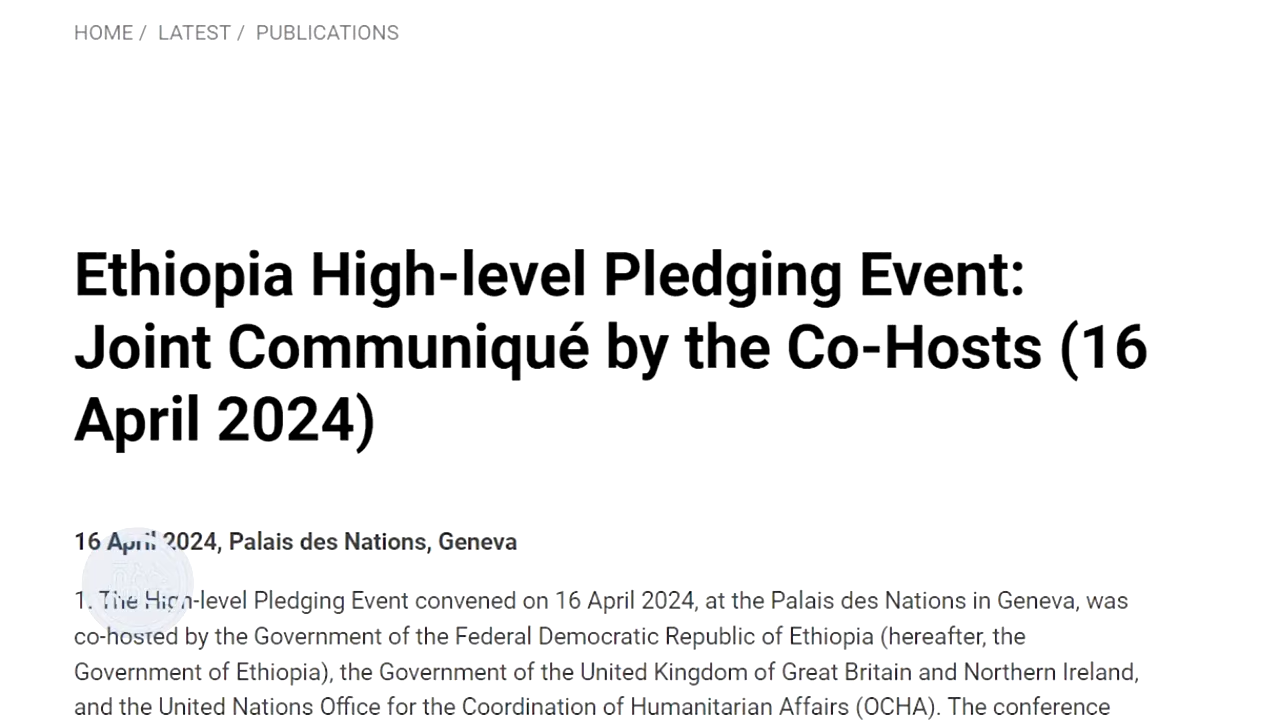 HOME / LATEST / PUBLICATIONS
Ethiopia High-level Pledging Event:
Joint Communiqué by the Co-Hosts (16
April 2024)
16 April 2024, Palais des Nations, Geneva
1. The High-level Pledging Event convened on 16 April 2024, at the Palais des Nations in Geneva, was
co-hosted by the Government of the Federal Democratic Republic of Ethiopia (hereafter, the
Government of Ethiopia), the Government of the United Kingdom of Great Britain and Northern Ireland,
and the United Nations Office for the Coordination of Humanitarian Affairs (OCHA). The conference